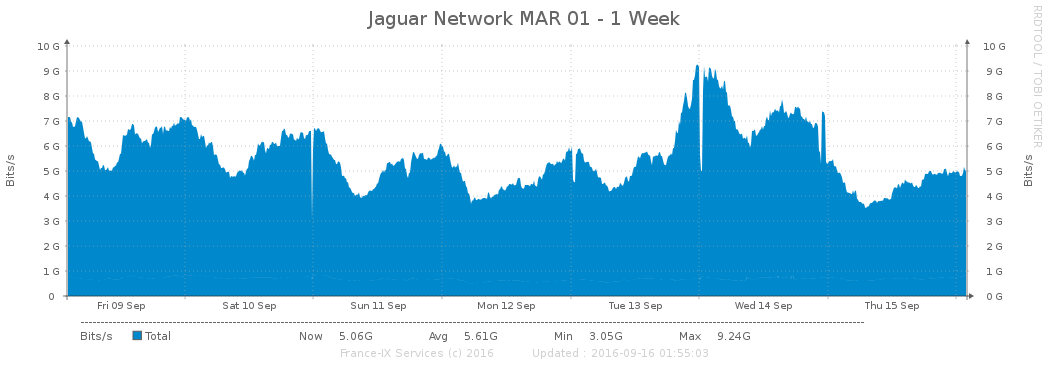 Jaguar Network MAR 01 - 1 Week
RRDTOOL / TOBI OETIKER
10 G 10 G
9 G 9 G
8 G 8 G
7 G 7 G
6 G 6 G
5 G 5 G
4 G 4 G
3 G 3 G
2 G 2 G
1 G 1 G
0 0 G
Bits/s Bits/s
Fri 09 Sep Sat 10 Sep Sun 11 Sep Mon 12 Sep Tue 13 Sep Wed 14 Sep Thu 15 Sep
Bits/s Total Now 5.06G Avg 5.61G Min 3.05G Max 9.24G
France-IX Services (c) 2016 Updated : 2016-09-16 01:55:03